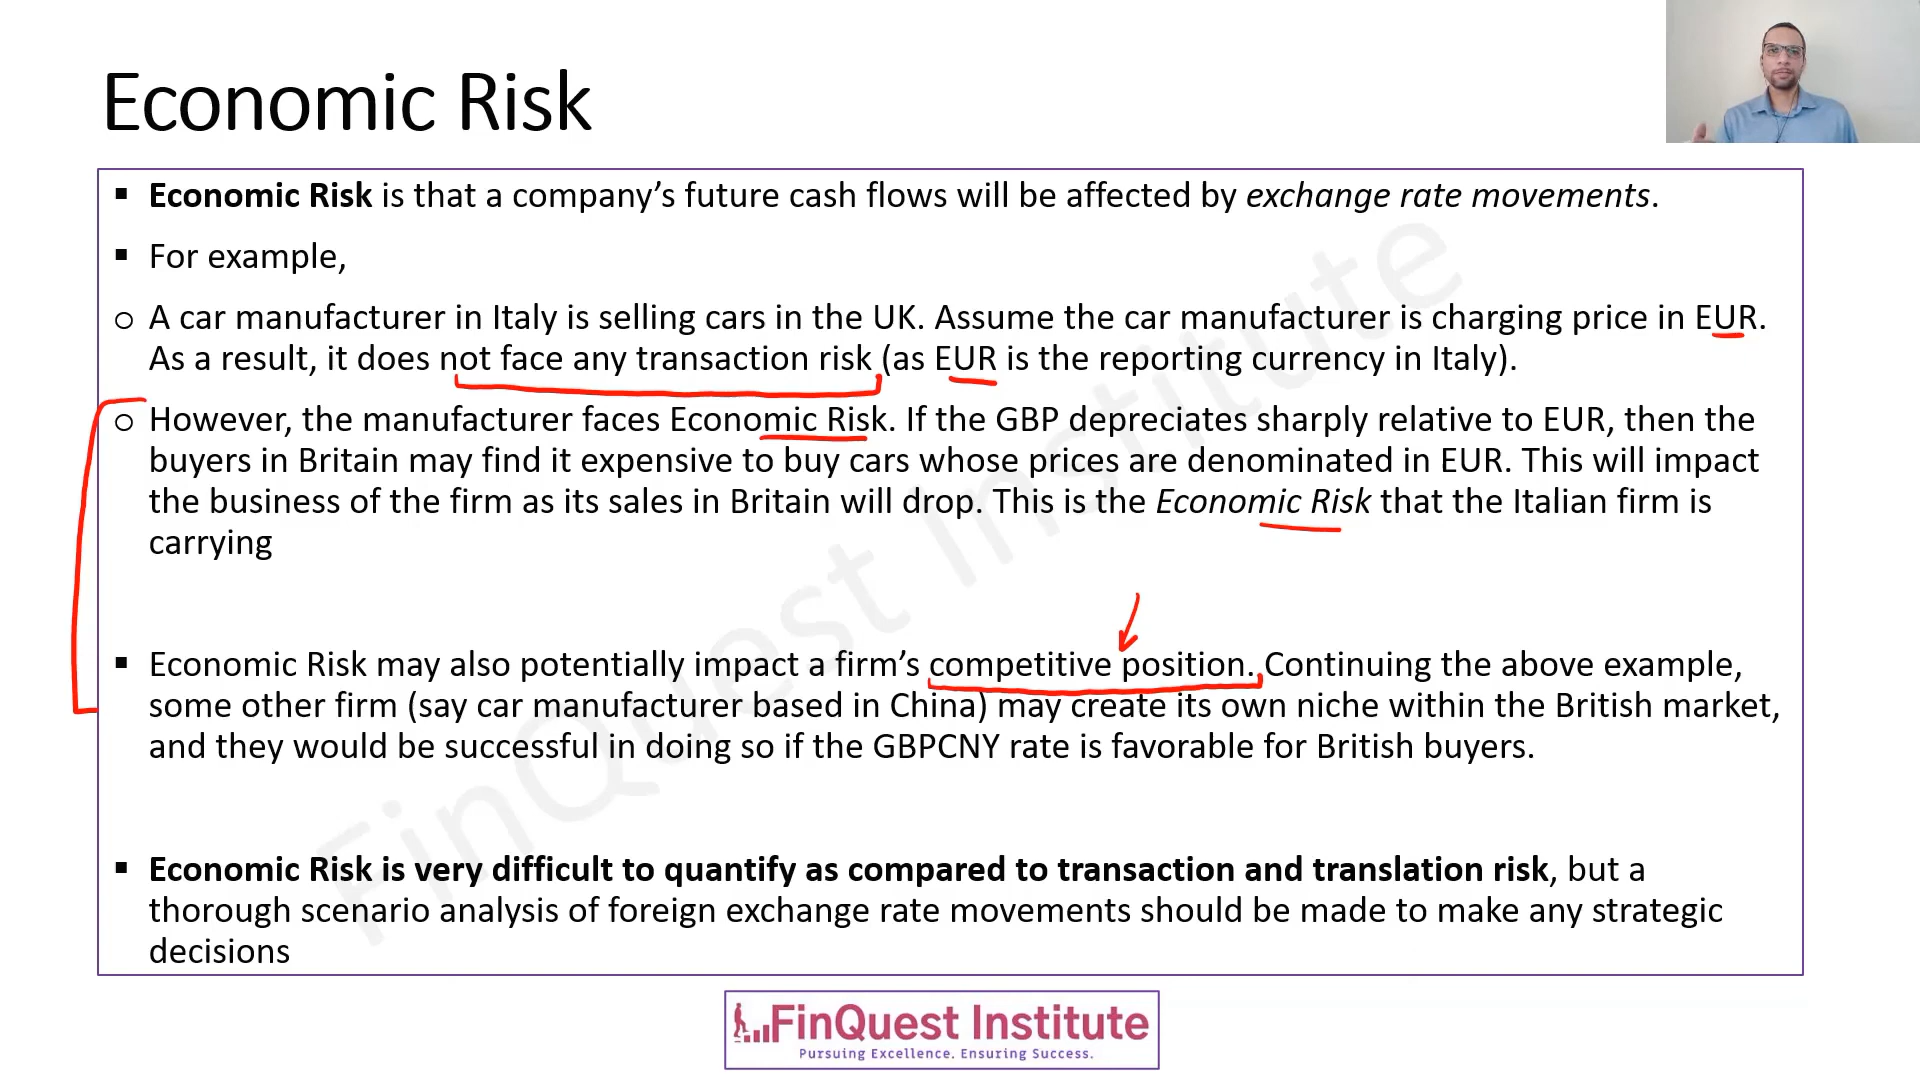 Economic Risk
▪ Economic Risk is that a company’s future cash flows will be affected by exchange rate movements.
▪ For example,
○ A car manufacturer in Italy is selling cars in the UK. Assume the car manufacturer is charging price in EUR.
As a result, it does not face any transaction risk (as EUR is the reporting currency in Italy).
○ However, the manufacturer faces Economic Risk. If the GBP depreciates sharply relative to EUR, then the
buyers in Britain may find it expensive to buy cars whose prices are denominated in EUR. This will impact
the business of the firm as its sales in Britain will drop. This is the Economic Risk that the Italian firm is
carrying
▪ Economic Risk may also potentially impact a firm’s competitive position. Continuing the above example,
some other firm (say car manufacturer based in China) may create its own niche within the British market,
and they would be successful in doing so if the GBPCNY rate is favorable for British buyers.
▪ Economic Risk is very difficult to quantify as compared to transaction and translation risk, but a
thorough scenario analysis of foreign exchange rate movements should be made to make any strategic
decisions
FinQuest Institute
FinQuest Institute
Pursuing Excellence. Ensuring Success.